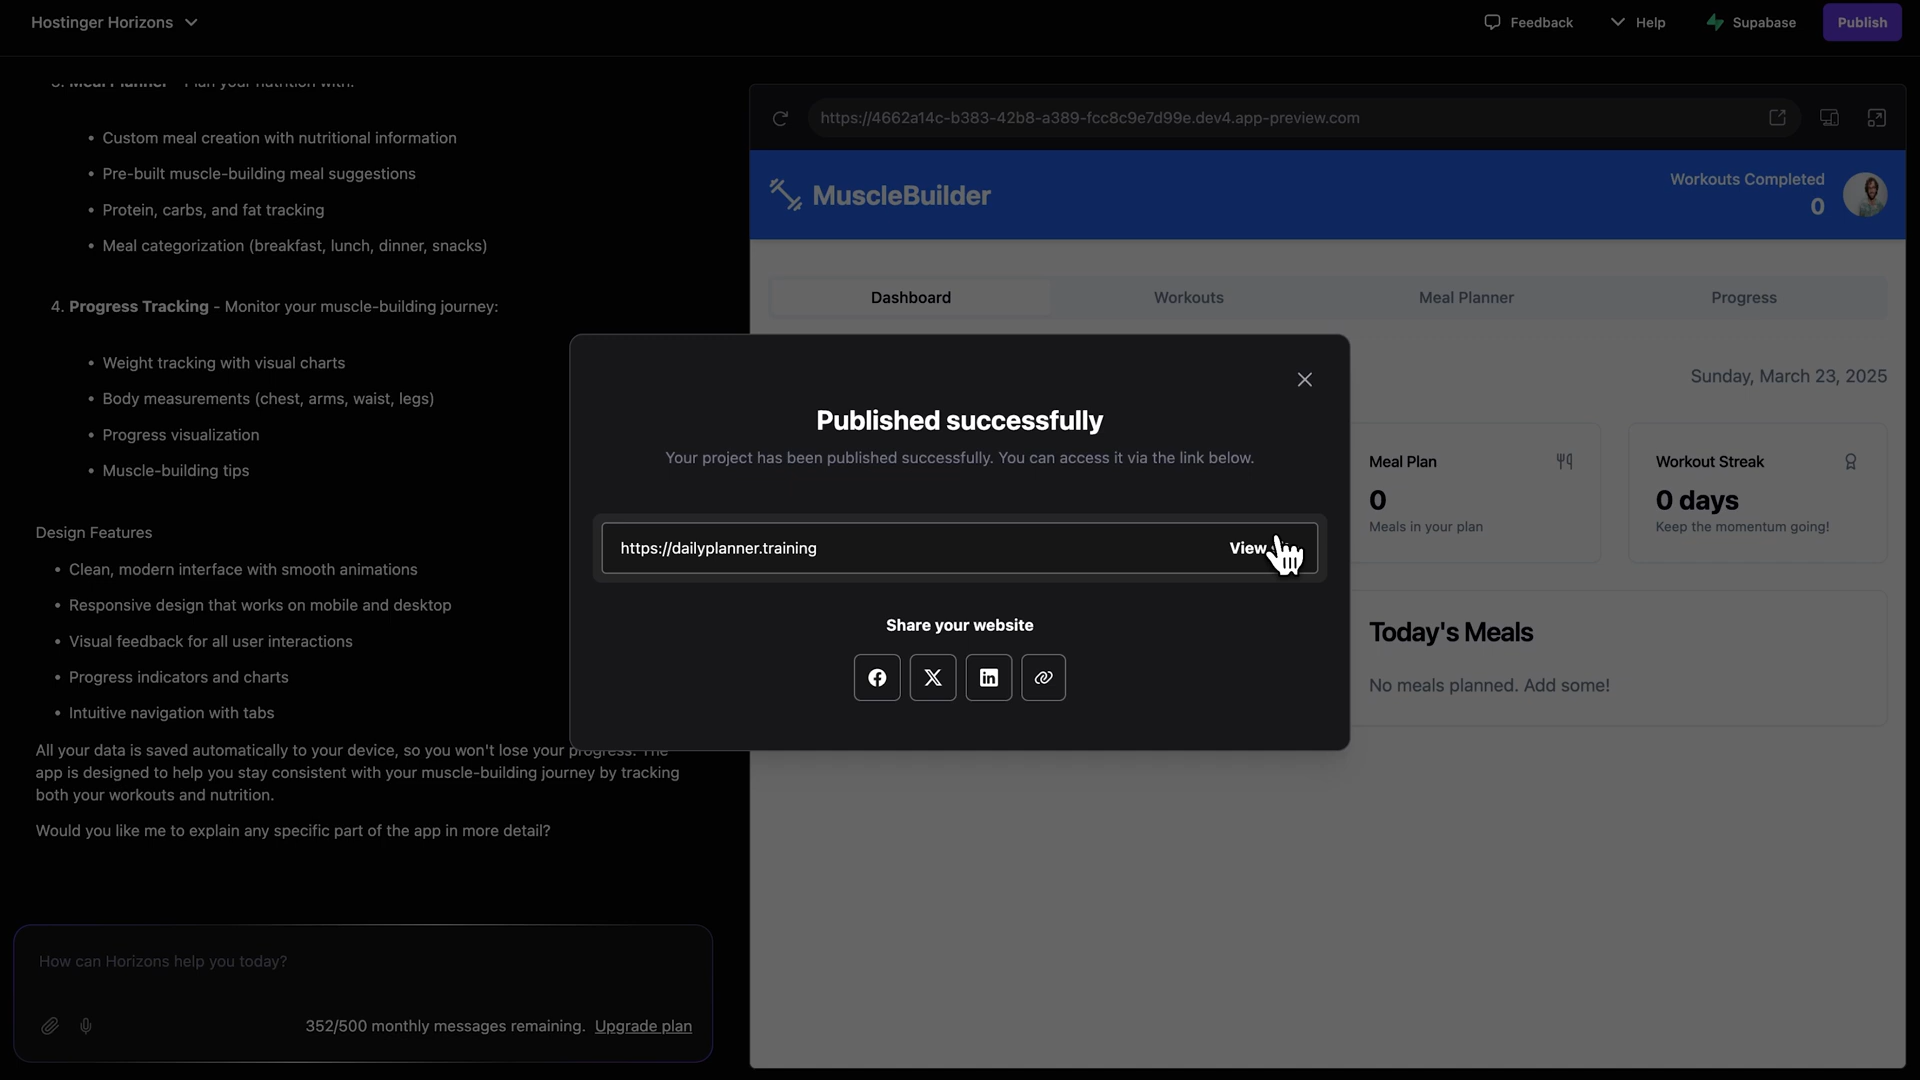 Hostinger Horizons
Feedback
Help
Supabase
Publish
3. Meal Planner - Plan your nutrition with:
• Custom meal creation with nutritional information
• Pre-built muscle-building meal suggestions
• Protein, carbs, and fat tracking
• Meal categorization (breakfast, lunch, dinner, snacks)
4. Progress Tracking - Monitor your muscle-building journey:
• Weight tracking with visual charts
• Body measurements (chest, arms, waist, legs)
• Progress visualization
• Muscle-building tips
Design Features
• Clean, modern interface with smooth animations
• Responsive design that works on mobile and desktop
• Visual feedback for all user interactions
• Progress indicators and charts
• Intuitive navigation with tabs
All your data is saved automatically to your device, so you won't lose your progress. The
app is designed to help you stay consistent with your muscle-building journey by tracking
both your workouts and nutrition.
Would you like me to explain any specific part of the app in more detail?
How can Horizons help you today?
352/500 monthly messages remaining. Upgrade plan
https://4662a14c-b383-42b8-a389-fcc8c9e7d99e.dev4.app-preview.com
MuscleBuilder
Workouts Completed
0
Dashboard
Workouts
Meal Planner
Progress
Sunday, March 23, 2025
Meal Plan
0
Meals in your plan
Workout Streak
0 days
Keep the momentum going!
Today's Meals
No meals planned. Add some!
Published successfully
Your project has been published successfully. You can access it via the link below.
https://dailyplanner.training
View
Share your website